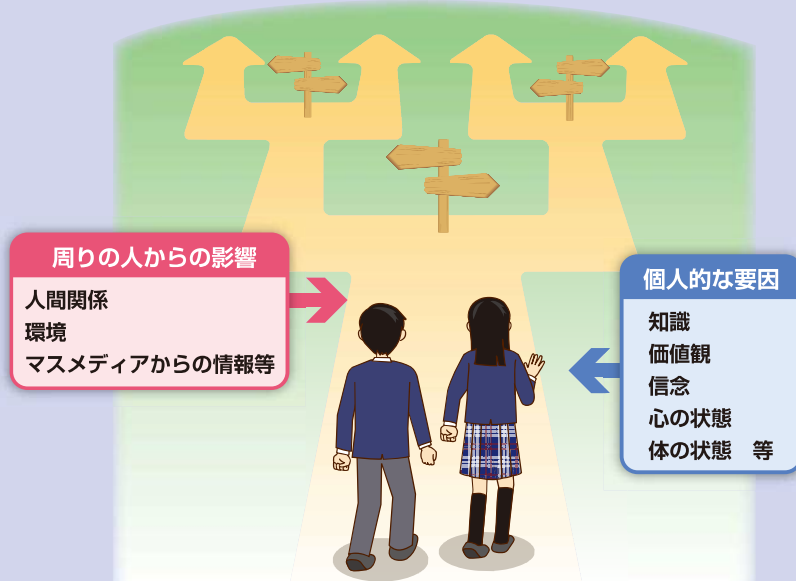 周りの人からの影響
人間関係
環境
マスメディアからの情報等
個人的な要因
知識
価値観
信念
心の状態
体の状態　等